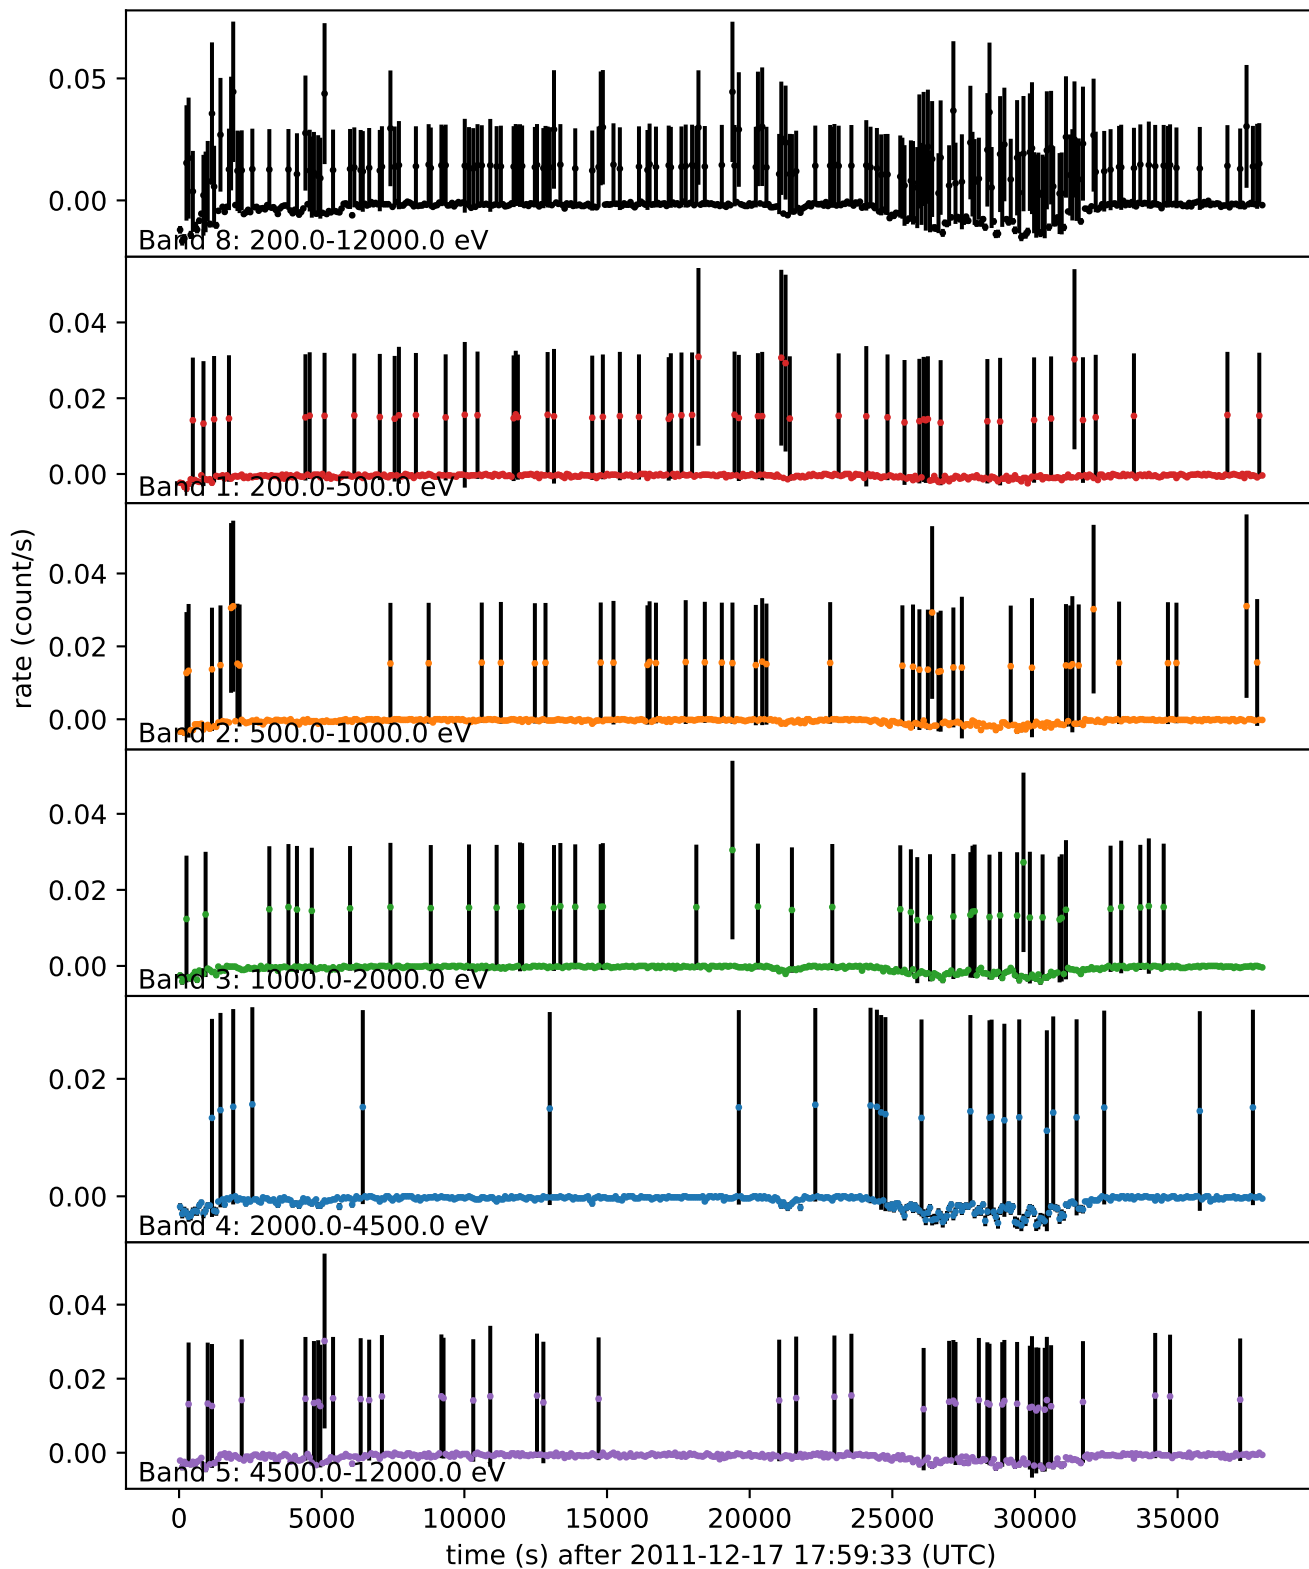 0.05
0.00
Band 8: 200.0-12000.0 eV
0.04
0.02
0.00
Band 1: 200.0-500.0 eV
0.04
0.02
0.00
Band 2: 500.0-1000.0 eV
rate (count/s)
0.04
0.02
0.00
Band 3: 1000.0-2000.0 eV
0.02
0.00
Band 4: 2000.0-4500.0 eV
0.04
0.02
0.00
Band 5: 4500.0-12000.0 eV
0 5000 10000 15000 20000 25000 30000 35000
time (s) after 2011-12-17 17:59:33 (UTC)